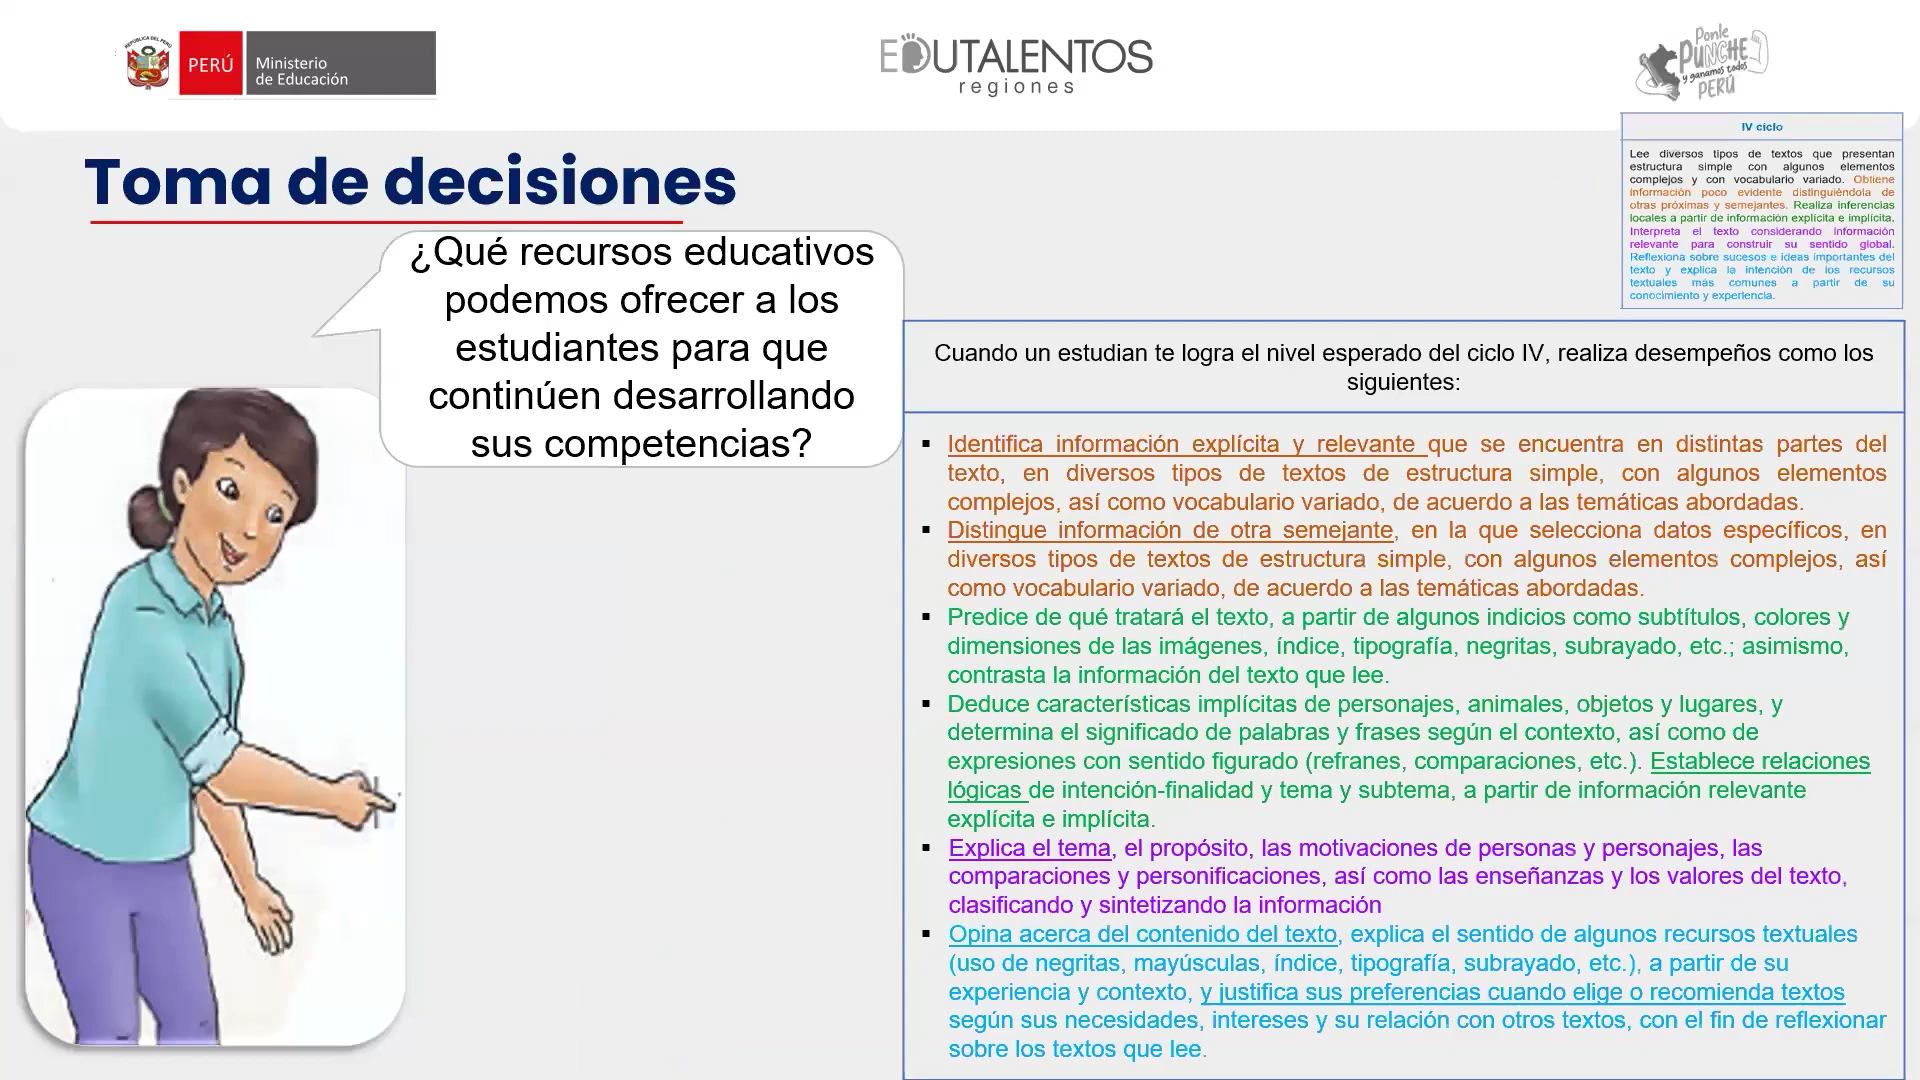 REPÚBLICA DEL PERÚ
PERÚ
Ministerio
de Educación
EDUTALENTOS
regiones
Ponle
PUNCHE
y ganamos todos
PERÚ
Toma de decisiones
IV ciclo
Lee diversos tipos de textos que presentan
estructura simple con algunos elementos
complejos y con vocabulario variado. Obtiene
información poco evidente distinguiéndola de
otras próximas y semejantes. Realiza inferencias
locales a partir de información explícita e implícita.
Interpreta el texto considerando información
relevante para construir su sentido global.
Reflexiona sobre sucesos e ideas importantes del
texto y explica la intención de los recursos
textuales más comunes a partir de su
conocimiento y experiencia.
¿Qué recursos educativos
podemos ofrecer a los
estudiantes para que
continúen desarrollando
sus competencias?
Cuando un estudian te logra el nivel esperado del ciclo IV, realiza desempeños como los
siguientes:
▪ Identifica información explícita y relevante que se encuentra en distintas partes del
texto, en diversos tipos de textos de estructura simple, con algunos elementos
complejos, así como vocabulario variado, de acuerdo a las temáticas abordadas.
▪ Distingue información de otra semejante, en la que selecciona datos específicos, en
diversos tipos de textos de estructura simple, con algunos elementos complejos, así
como vocabulario variado, de acuerdo a las temáticas abordadas.
▪ Predice de qué tratará el texto, a partir de algunos indicios como subtítulos, colores y
dimensiones de las imágenes, índice, tipografía, negritas, subrayado, etc.; asimismo,
contrasta la información del texto que lee.
▪ Deduce características implícitas de personajes, animales, objetos y lugares, y
determina el significado de palabras y frases según el contexto, así como de
expresiones con sentido figurado (refranes, comparaciones, etc.). Establece relaciones
lógicas de intención-finalidad y tema y subtema, a partir de información relevante
explícita e implícita.
▪ Explica el tema, el propósito, las motivaciones de personas y personajes, las
comparaciones y personificaciones, así como las enseñanzas y los valores del texto,
clasificando y sintetizando la información
▪ Opina acerca del contenido del texto, explica el sentido de algunos recursos textuales
(uso de negritas, mayúsculas, índice, tipografía, subrayado, etc.), a partir de su
experiencia y contexto, y justifica sus preferencias cuando elige o recomienda textos
según sus necesidades, intereses y su relación con otros textos, con el fin de reflexionar
sobre los textos que lee.